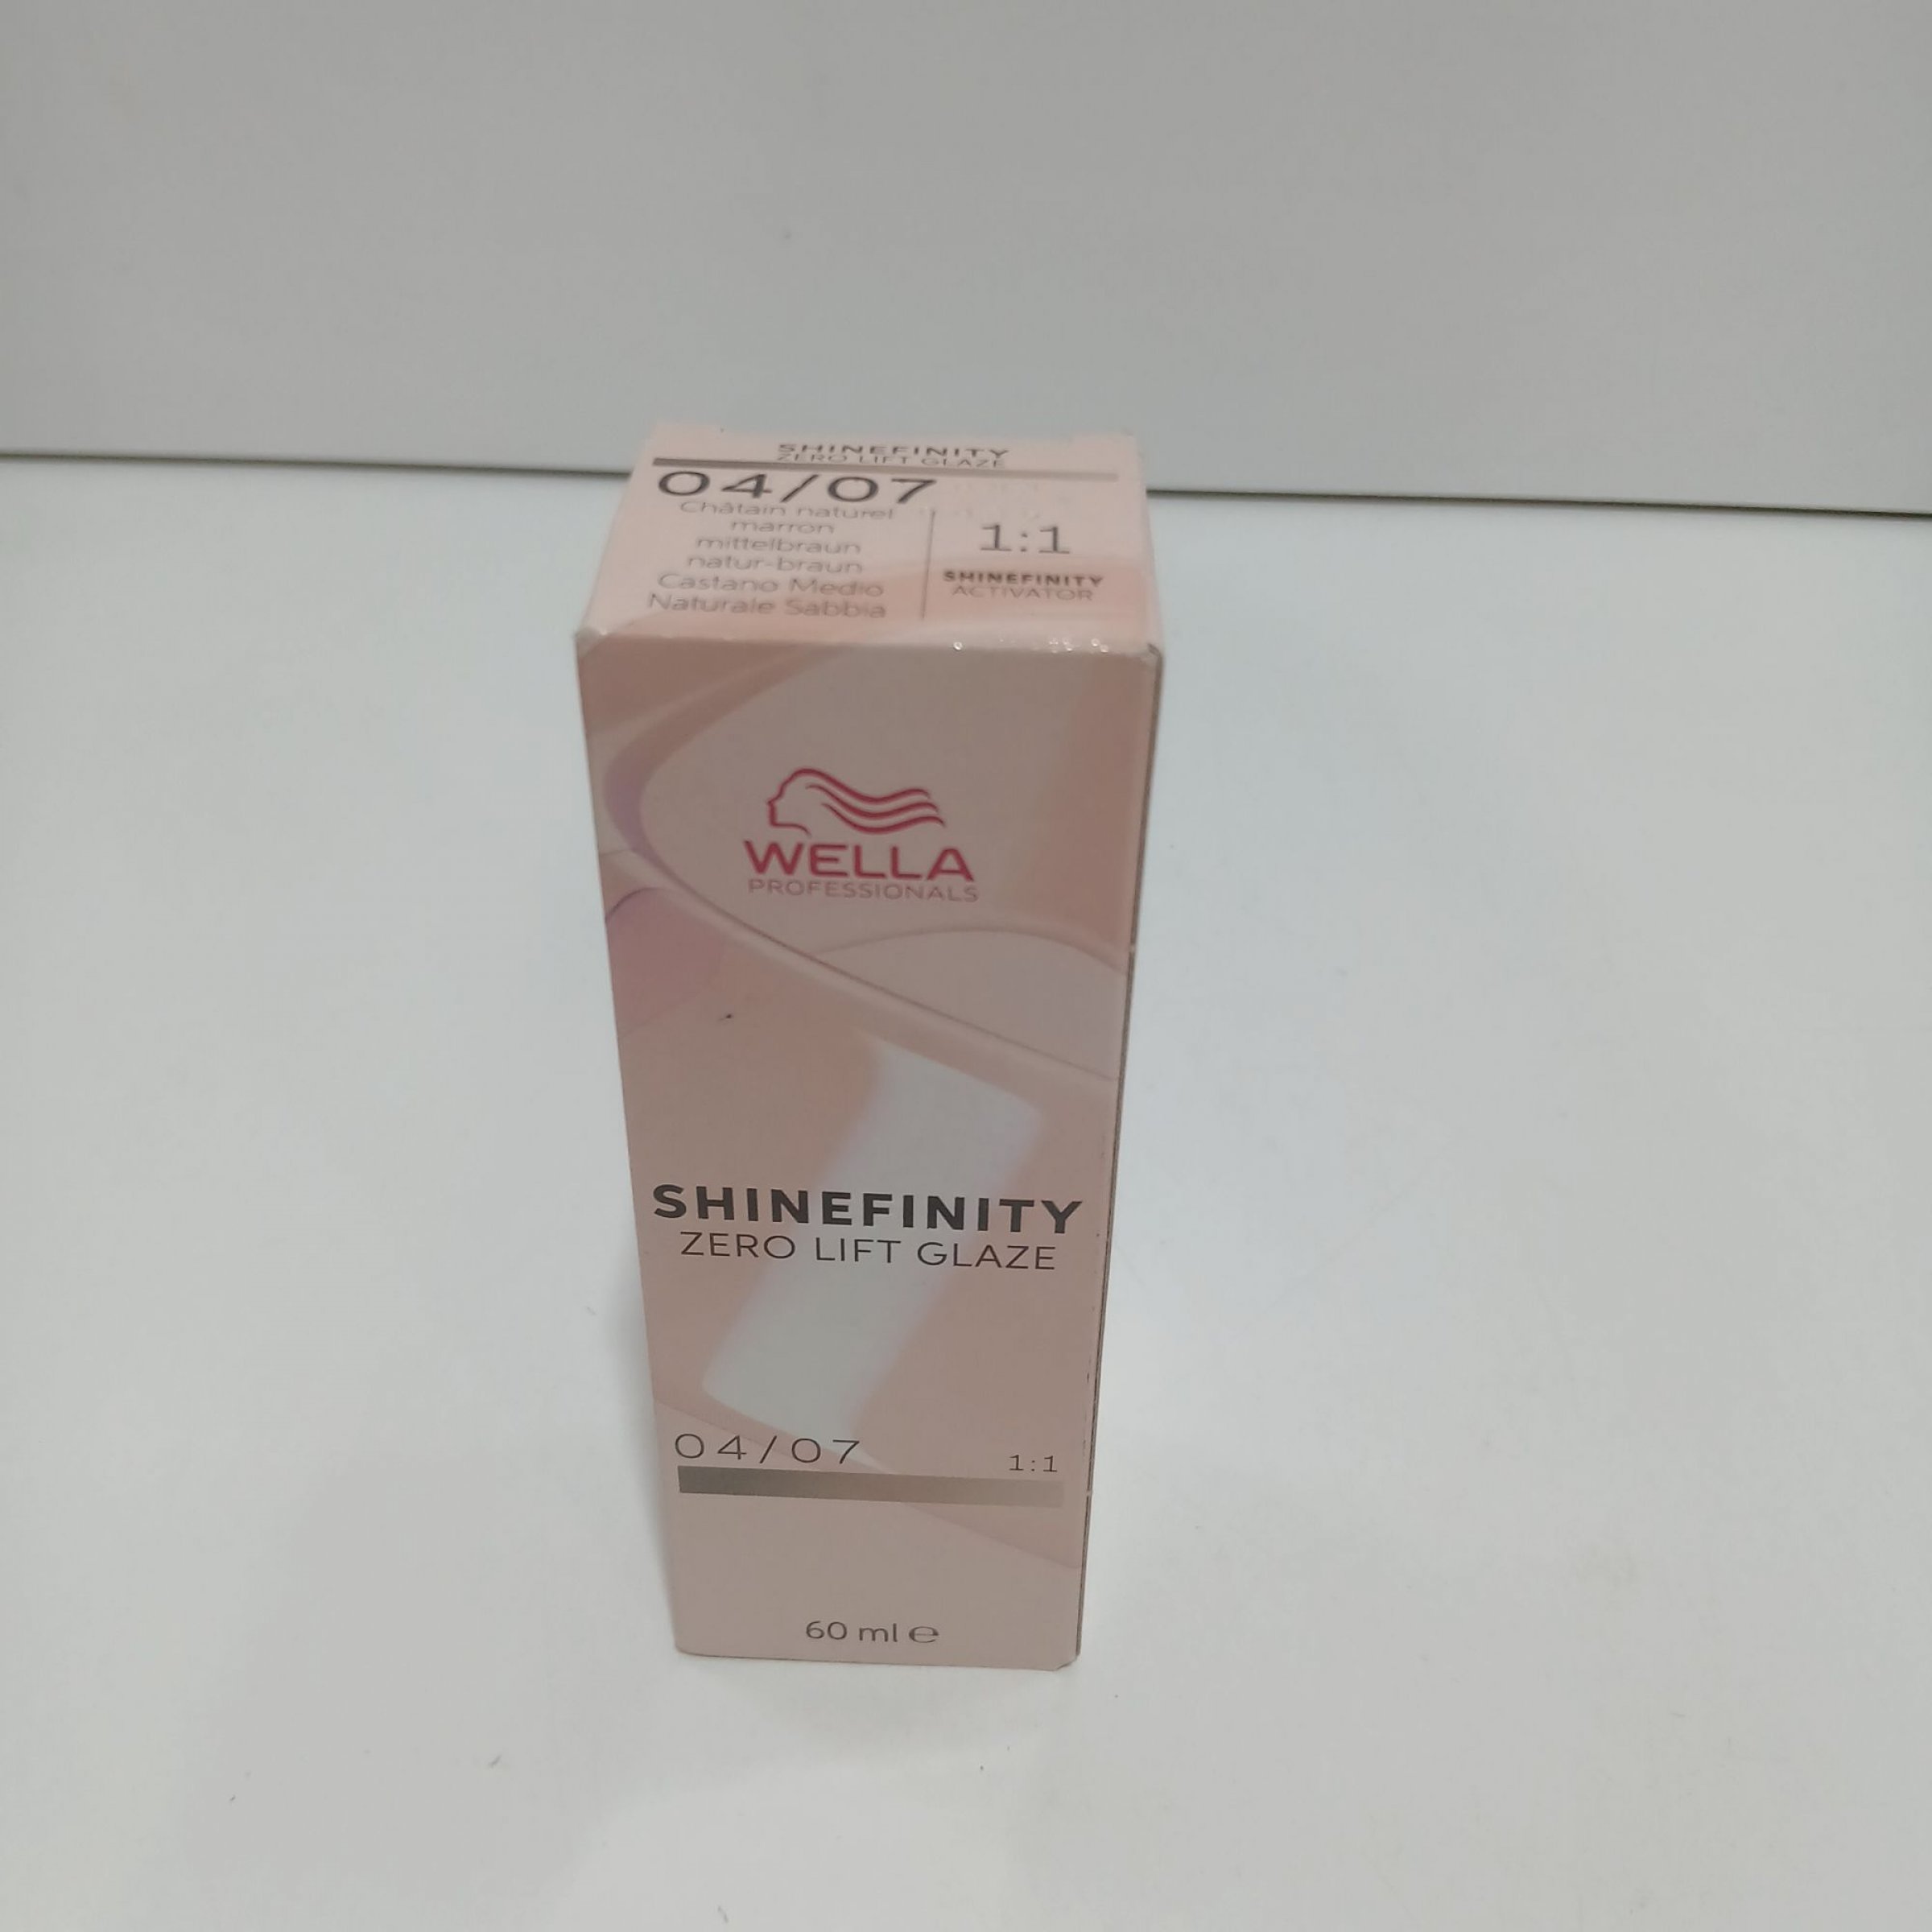 SHINEFINITY
ZERO LIFT GLAZE
04/07
Châtain naturel
marron
mittelbraun
natur-braun
Castano Medio
Naturale Sabbia
1:1
SHINEFINITY
ACTIVATOR
WELLA
PROFESSIONALS
SHINEFINITY
ZERO LIFT GLAZE
04/07 1:1
60 ml ℮